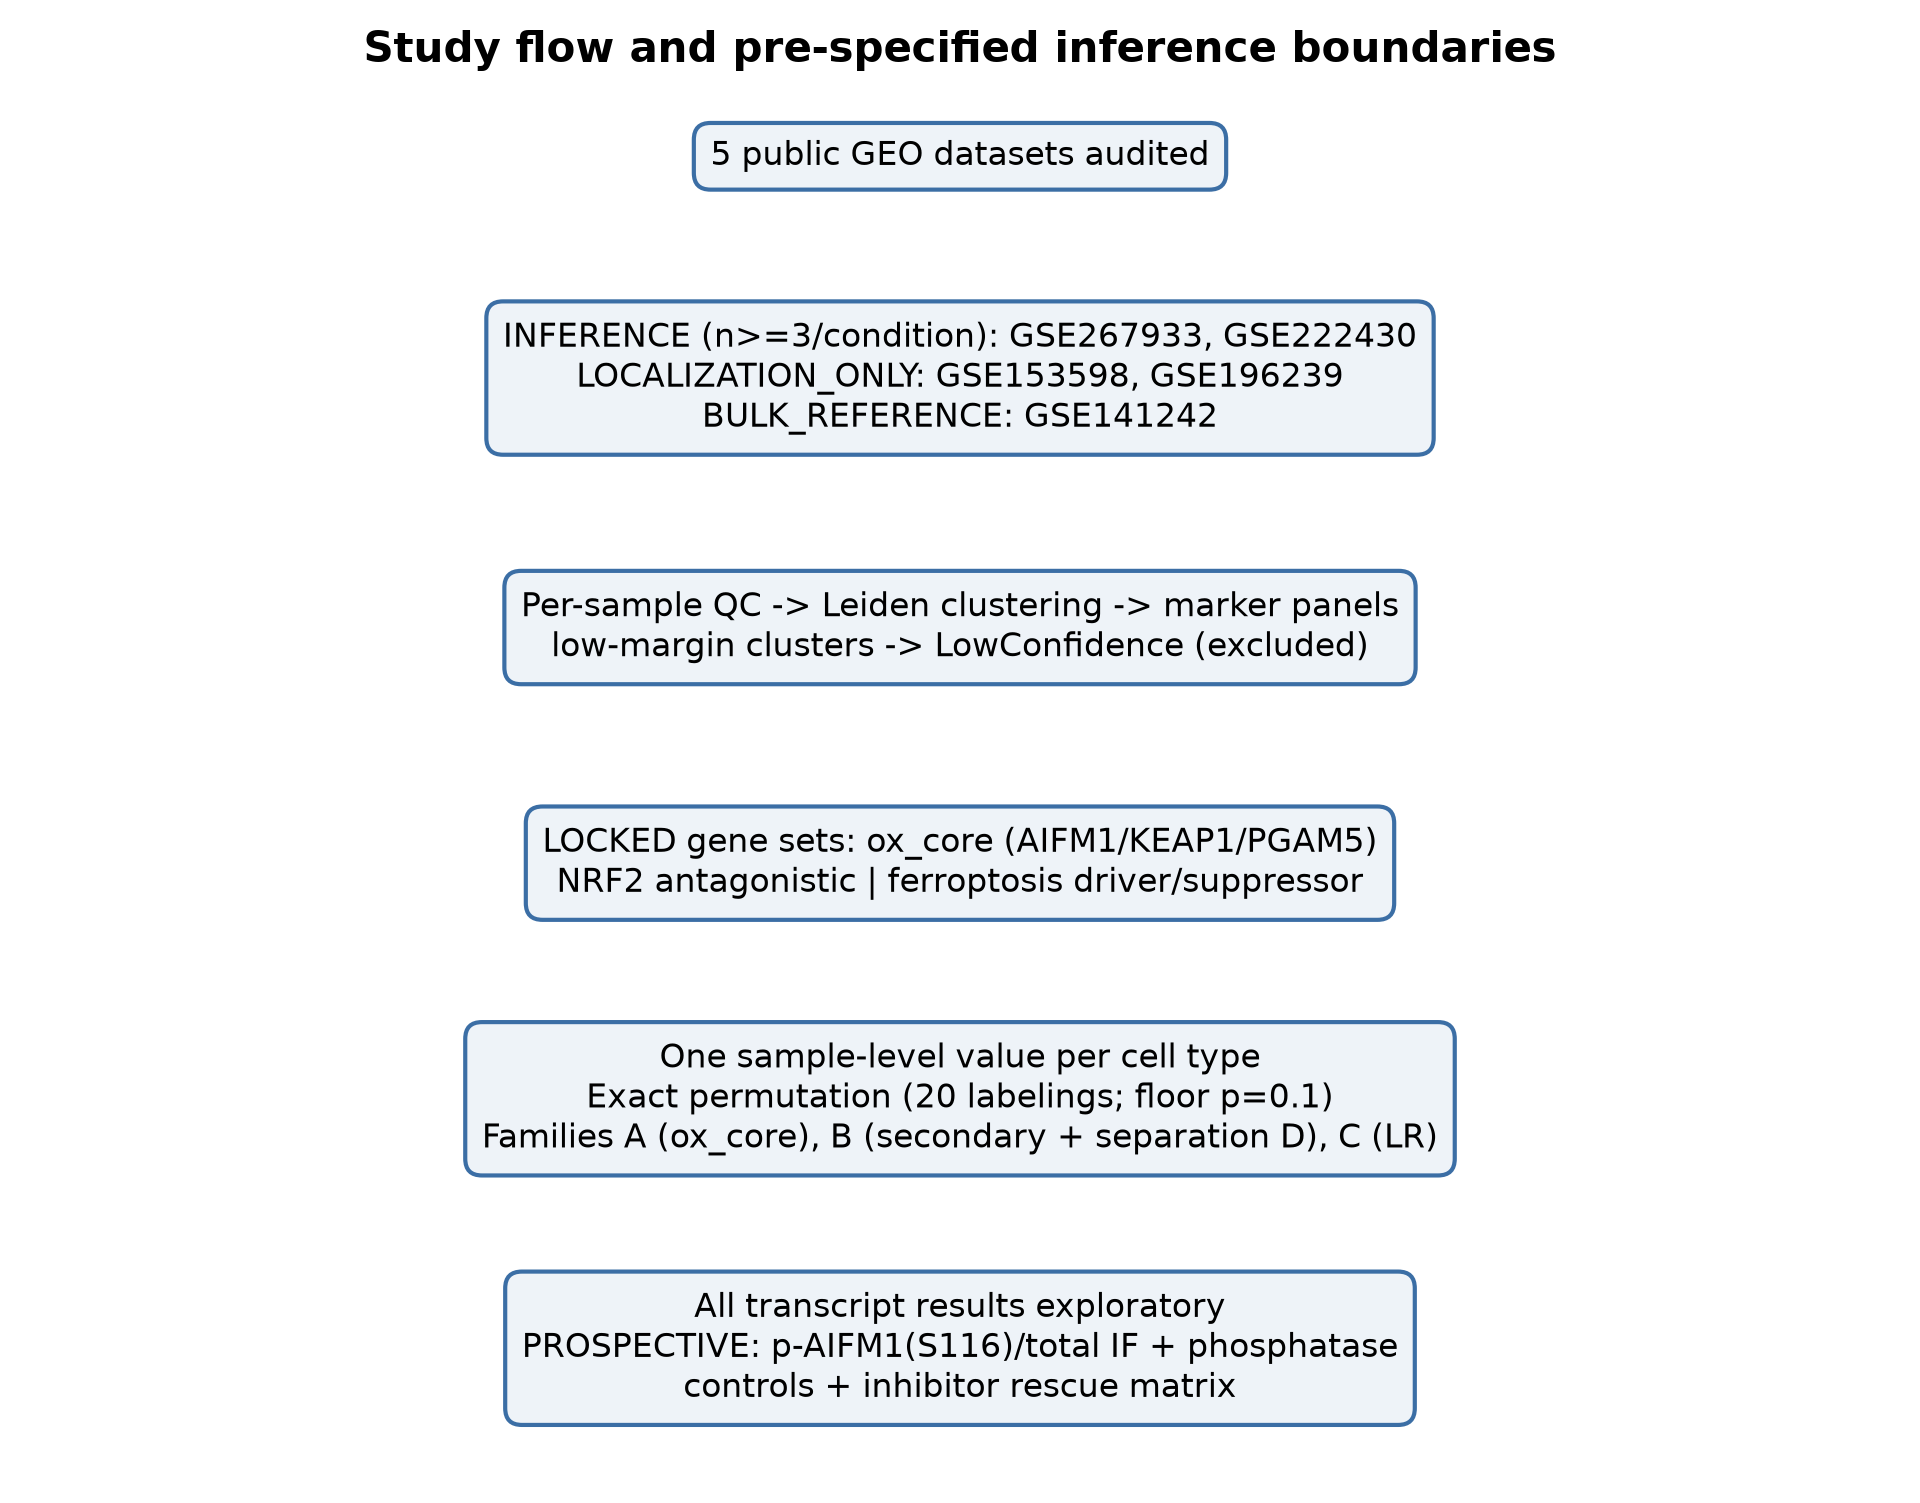 Study flow and pre-specified inference boundaries
5 public GEO datasets audited
INFERENCE (n>=3/condition): GSE267933, GSE222430
LOCALIZATION_ONLY: GSE153598, GSE196239
BULK_REFERENCE: GSE141242
Per-sample QC -> Leiden clustering -> marker panels
low-margin clusters -> LowConfidence (excluded)
LOCKED gene sets: ox_core (AIFM1/KEAP1/PGAM5)
NRF2 antagonistic | ferroptosis driver/suppressor
One sample-level value per cell type
Exact permutation (20 labelings; floor p=0.1)
Families A (ox_core), B (secondary + separation D), C (LR)
All transcript results exploratory
PROSPECTIVE: p-AIFM1(S116)/total IF + phosphatase
controls + inhibitor rescue matrix